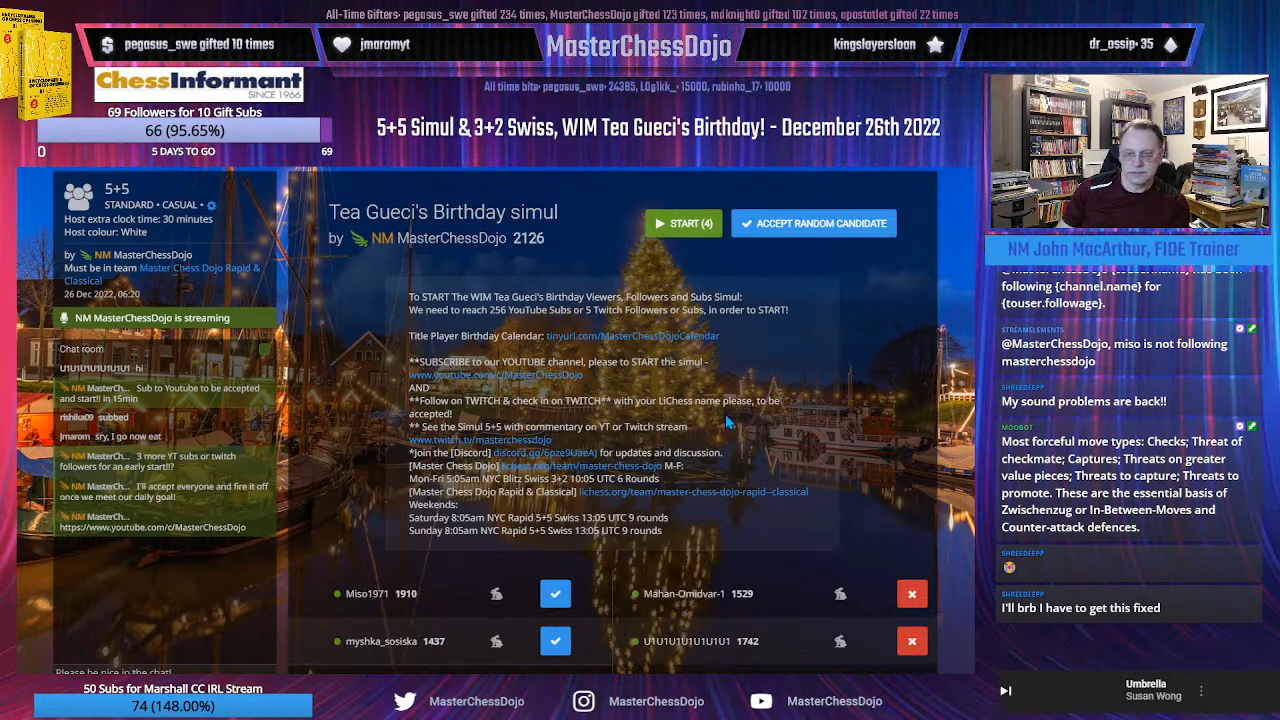 All-Time Gifters• pegasus_swe gifted 234 times, MasterChessDojo gifted 123 times, mrknight0 gifted 102 times, apostatlet gifted 22 times
pegasus_swe gifted 10 times
jmaromyt
MasterChessDojo
kingslayersloan
dr_ossip• 35
ChessInformant
SINCE 1966
All tiime bits• pegasus_swe• 24385, L0g1kk_• 15000, rubinho_17• 10000
69 Followers for 10 Gift Subs
66 (95.65%)
0
5 DAYS TO GO
69
5+5 Simul & 3+2 Swiss, WIM Tea Gueci's Birthday! - December 26th 2022
5+5
STANDARD • CASUAL •
Host extra clock time: 30 minutes
Host colour: White
by NM MasterChessDojo
Must be in team Master Chess Dojo Rapid &
Classical
26 Dec 2022, 06:20
NM MasterChessDojo is streaming
Chat room
U1U1U1U1U1U1U1 hi
NM MasterCh... Sub to Youtube to be accepted
and start!! in 15min
rishika09 subbed
Jmarom sry, I go now eat
NM MasterCh... 3 more YT subs or twitch
followers for an early start!!?
NM MasterCh... I'll accept everyone and fire it off
once we meet our daily goal!
NM MasterCh...
https://www.youtube.com/c/MasterChessDojo
Please be nice in the chat!
Tea Gueci's Birthday simul
by NM MasterChessDojo 2126
START (4)
ACCEPT RANDOM CANDIDATE
To START The WIM Tea Gueci's Birthday Viewers, Followers and Subs Simul:
We need to reach 256 YouTube Subs or 5 Twitch Followers or Subs, in order to START!
Title Player Birthday Calendar: tinyurl.com/MasterChessDojoCalendar
**SUBSCRIBE to our YOUTUBE channel, please to START the simul -
www.youtube.com/c/MasterChessDojo
AND
**Follow on TWITCH & check in on TWITCH** with your LiChess name please, to be
accepted!
** See the Simul 5+5 with commentary on YT or Twitch stream
www.twitch.tv/masterchessdojo
*Join the [Discord] discord.gg/6pze9UaeAJ for updates and discussion.
[Master Chess Dojo] lichess.org/team/master-chess-dojo M-F:
Mon-Fri 5:05am NYC Blitz Swiss 3+2 10:05 UTC 6 Rounds
[Master Chess Dojo Rapid & Classical] lichess.org/team/master-chess-dojo-rapid--classical
Weekends:
Saturday 8:05am NYC Rapid 5+5 Swiss 13:05 UTC 9 rounds
Sunday 8:05am NYC Rapid 5+5 Swiss 13:05 UTC 9 rounds
Miso1971 1910
Mahan-Omidvar-1 1529
myshka_sosiska 1437
U1U1U1U1U1U1U1 1742
NM John MacArthur, FIDE Trainer
following {channel.name} for
{touser.followage}.
STREAMELEMENTS
@MasterChessDojo, miso is not following
masterchessdojo
SHREEDEEPP
My sound problems are back!!
MOOBOT
Most forceful move types: Checks; Threat of
checkmate; Captures; Threats on greater
value pieces; Threats to capture; Threats to
promote. These are the essential basis of
Zwischenzug or In-Between-Moves and
Counter-attack defences.
SHREEDEEPP
SHREEDEEPP
I'll brb I have to get this fixed
50 Subs for Marshall CC IRL Stream
74 (148.00%)
MasterChessDojo
MasterChessDojo
MasterChessDojo
Umbrella
Susan Wong